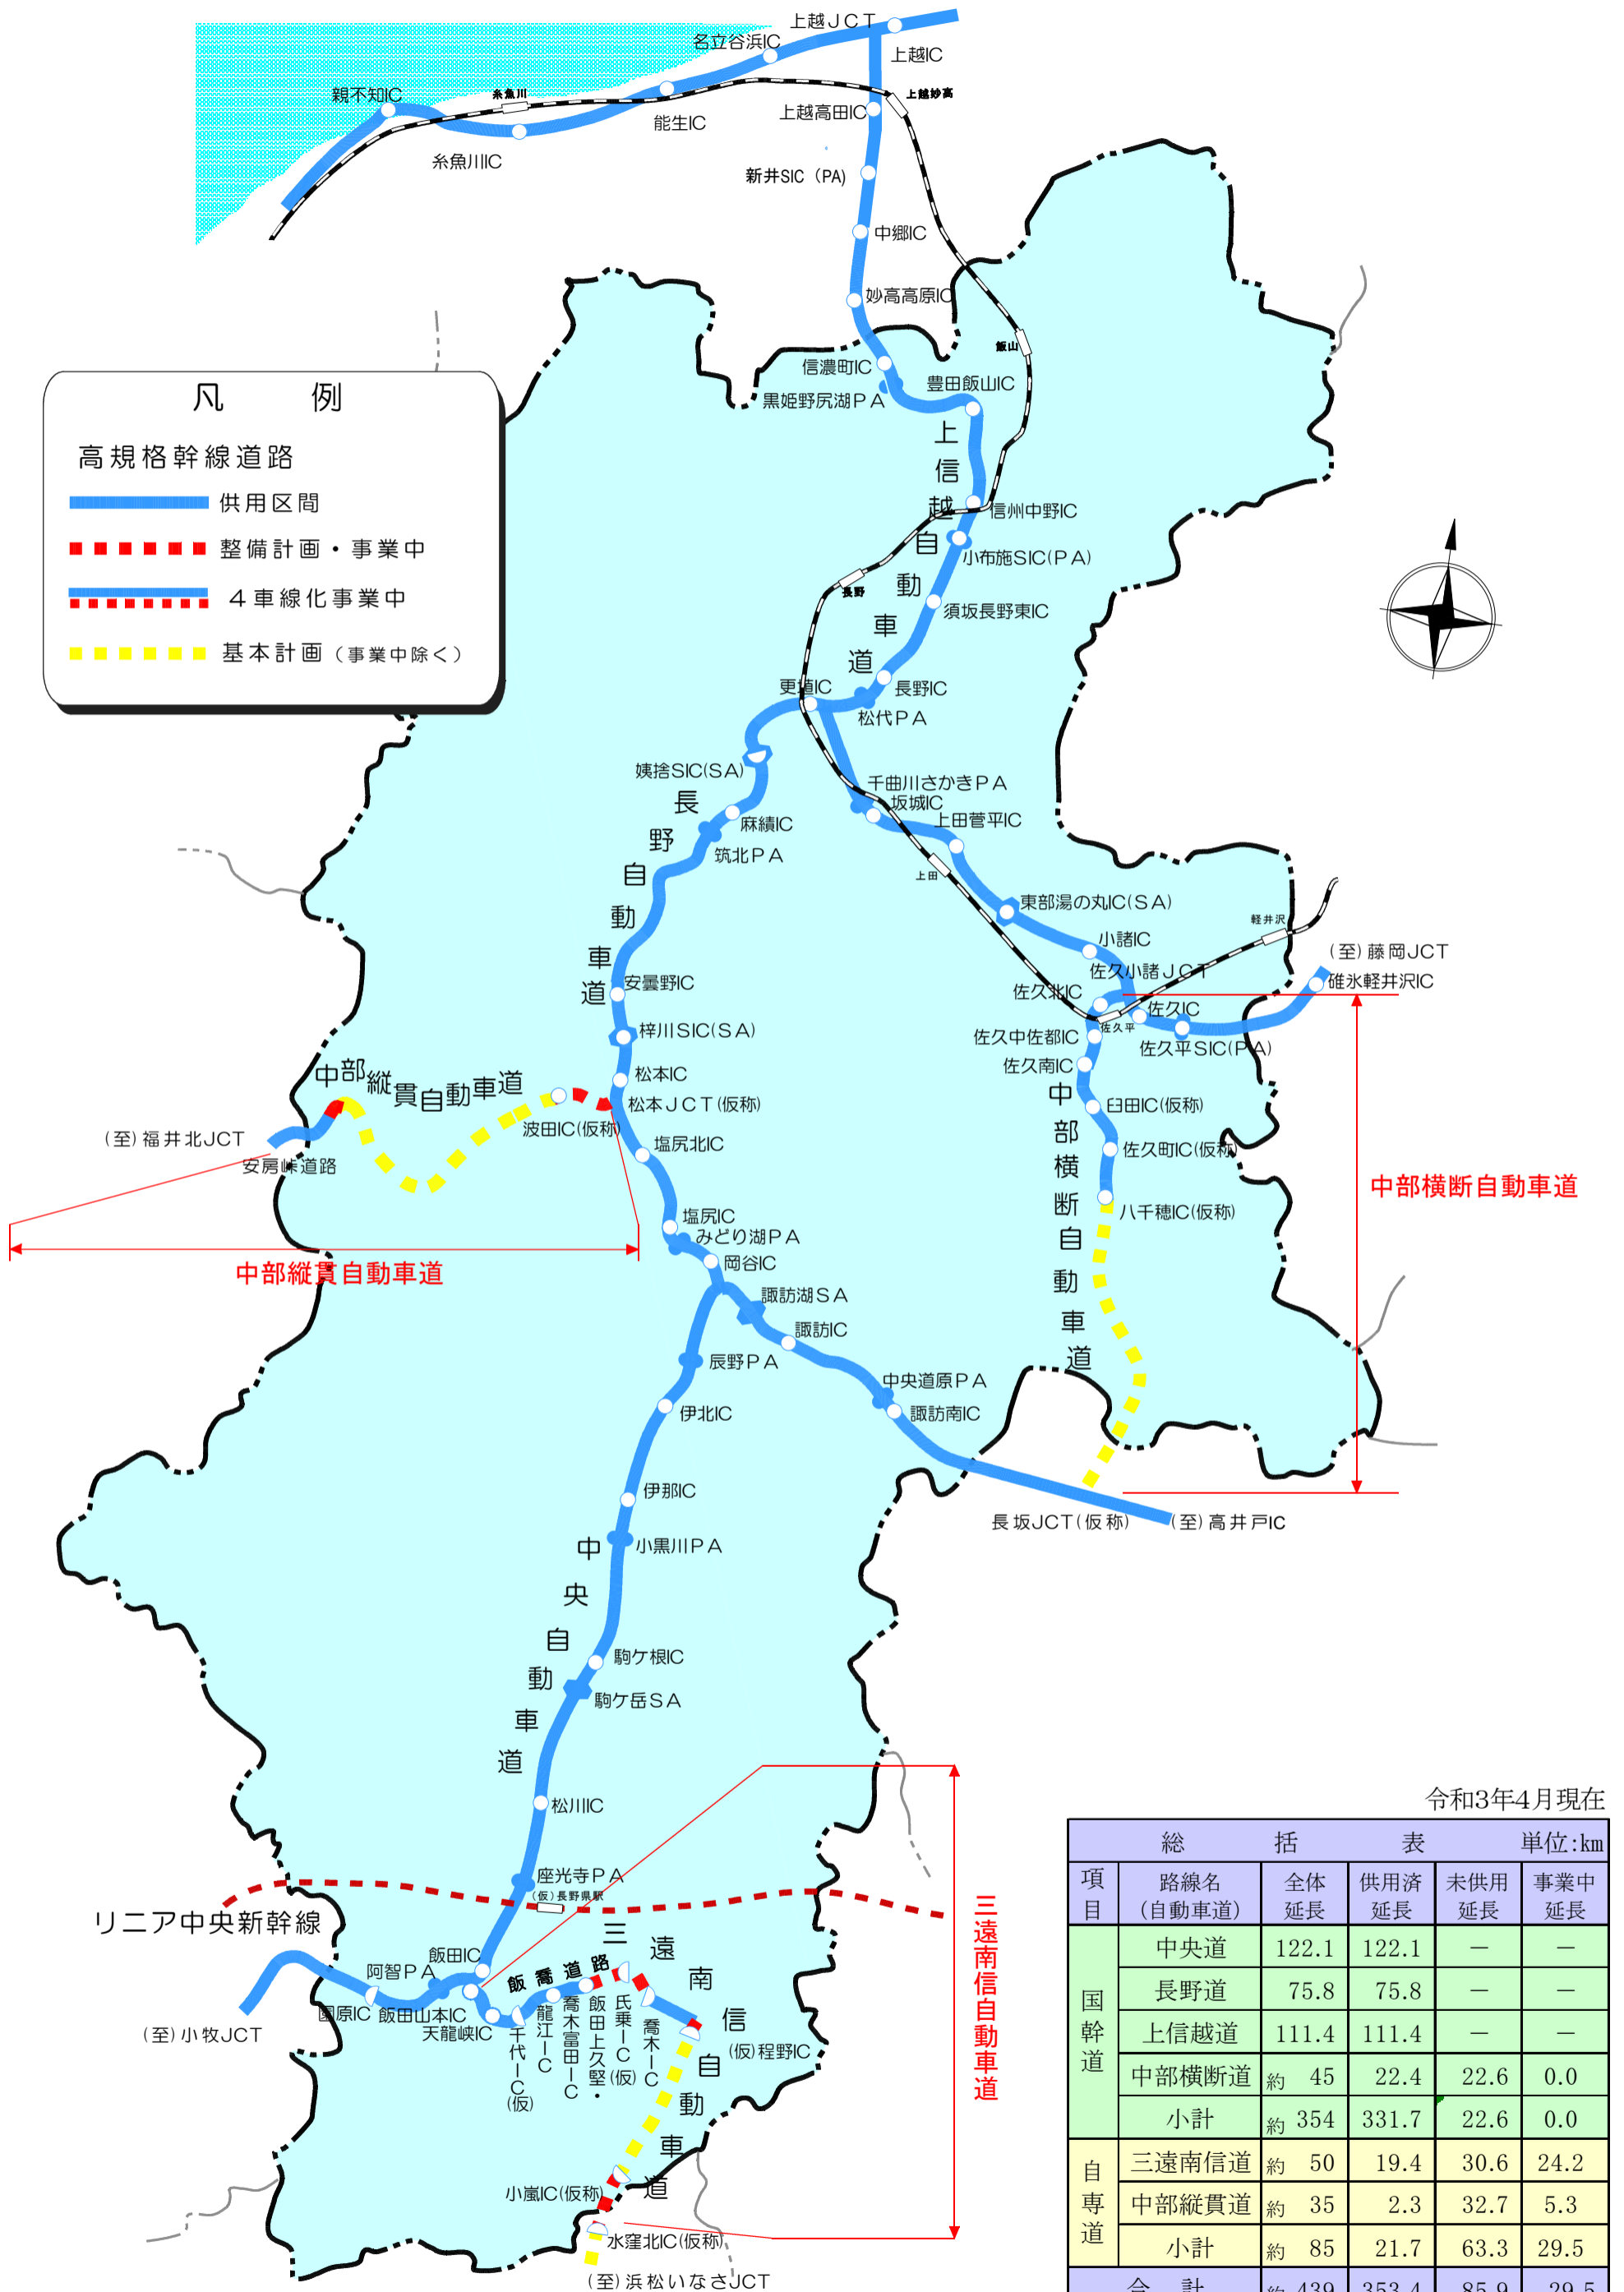 上越JCT
名立谷浜IC
上越IC
親不知IC
糸魚川
上越妙高
能生IC
上越高田IC
糸魚川IC
新井SIC（PA)
中郷IC
妙高高原IC
飯山
信濃町IC
豊田飯山IC
黒姫野尻湖PA
凡　例
高規格幹線道路
供用区間
整備計画・事業中
４車線化事業中
基本計画（事業中除く）
上信越自動車道
信州中野IC
小布施SIC(PA)
長野
須坂長野東IC
長野IC
更埴IC
松代PA
姨捨SIC(SA)
千曲川さかきPA
坂城IC
麻績IC
上田菅平IC
筑北PA
長野自動車道
上田
東部湯の丸IC(SA)
軽井沢
小諸IC
(至)藤岡JCT
佐久小諸JCT
碓氷軽井沢IC
安曇野IC
佐久北IC
佐久IC
佐久平
梓川SIC(SA)
佐久中佐都IC
佐久平SIC(PA)
佐久南IC
中部縦貫自動車道
松本IC
松本JCT(仮称)
臼田IC(仮称)
(至)福井北JCT
波田IC(仮称)
安房峠道路
塩尻北IC
佐久町IC(仮称)
中部横断自動車道
中部横断自動車道
八千穂IC(仮称)
塩尻IC
みどり湖PA
岡谷IC
中部縦貫自動車道
諏訪湖SA
諏訪IC
辰野PA
中央道原PA
伊北IC
諏訪南IC
伊那IC
長坂JCT(仮称)
(至)高井戸IC
小黒川PA
中央自動車道
駒ケ根IC
駒ケ岳SA
松川IC
座光寺PA
(仮)長野県駅
リニア中央新幹線
三遠南信自動車道
三遠南信自動車道
飯田IC
飯喬道路
阿智PA
園原IC
飯田山本IC
天龍峡IC
(至)小牧JCT
千代IC(仮)
龍江IC
喬木富田IC
飯田上久堅・
氏乗IC(仮)
喬木IC
(仮)程野IC
小嵐IC(仮称)
水窪北IC(仮称)
(至)浜松いなさJCT
令和3年4月現在
総　括　表　単位:km
項目　路線名（自動車道）　全体延長　供用済延長　未供用延長　事業中延長
国幹道
中央道　122.1　122.1　－　－
長野道　75.8　75.8　－　－
上信越道　111.4　111.4　－　－
中部横断道　約 45　22.4　22.6　0.0
小計　約 354　331.7　22.6　0.0
自専道
三遠南信道　約 50　19.4　30.6　24.2
中部縦貫道　約 35　2.3　32.7　5.3
小計　約 85　21.7　63.3　29.5
合　計　約 439　353.4　85.9　29.5